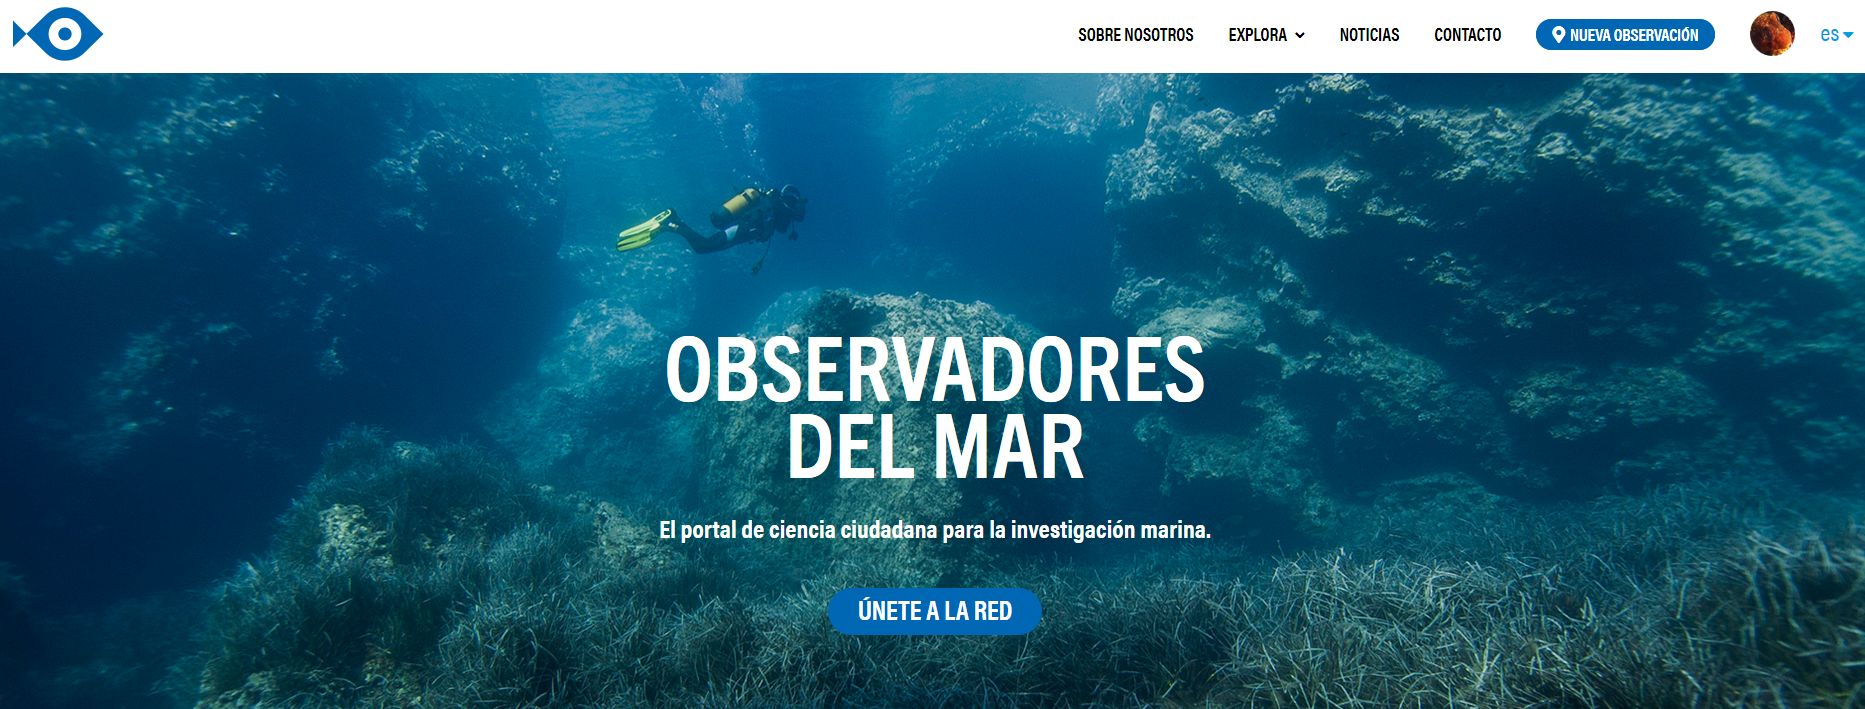 SOBRE NOSOTROS EXPLORA NOTICIAS CONTACTO NUEVA OBSERVACIÓN es
OBSERVADORES
DEL MAR
El portal de ciencia ciudadana para la investigación marina.
ÚNETE A LA RED